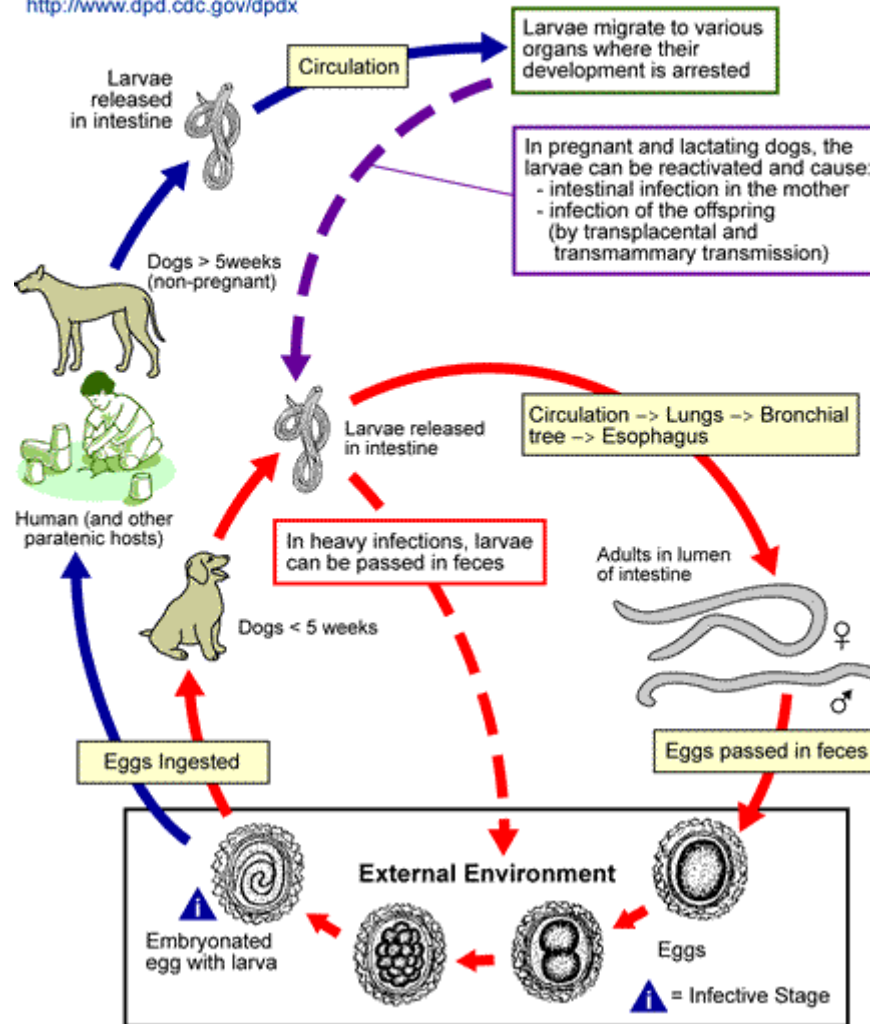 http://www.dpd.cdc.gov/dpdx
Larvae migrate to various
organs where their
development is arrested
Circulation
Larvae
released
in intestine
In pregnant and lactating dogs, the
larvae can be reactivated and cause:
- intestinal infection in the mother
- infection of the offspring
(by transplacental and
transmammary transmission)
Dogs > 5weeks
(non-pregnant)
Circulation –> Lungs –> Bronchial
tree –> Esophagus
Larvae released
in intestine
Human (and other
paratenic hosts)
In heavy infections, larvae
can be passed in feces
Adults in lumen
of intestine
♀
Dogs < 5 weeks
♂
Eggs Ingested
Eggs passed in feces
External Environment
i
Embryonated
egg with larva
Eggs
i = Infective Stage